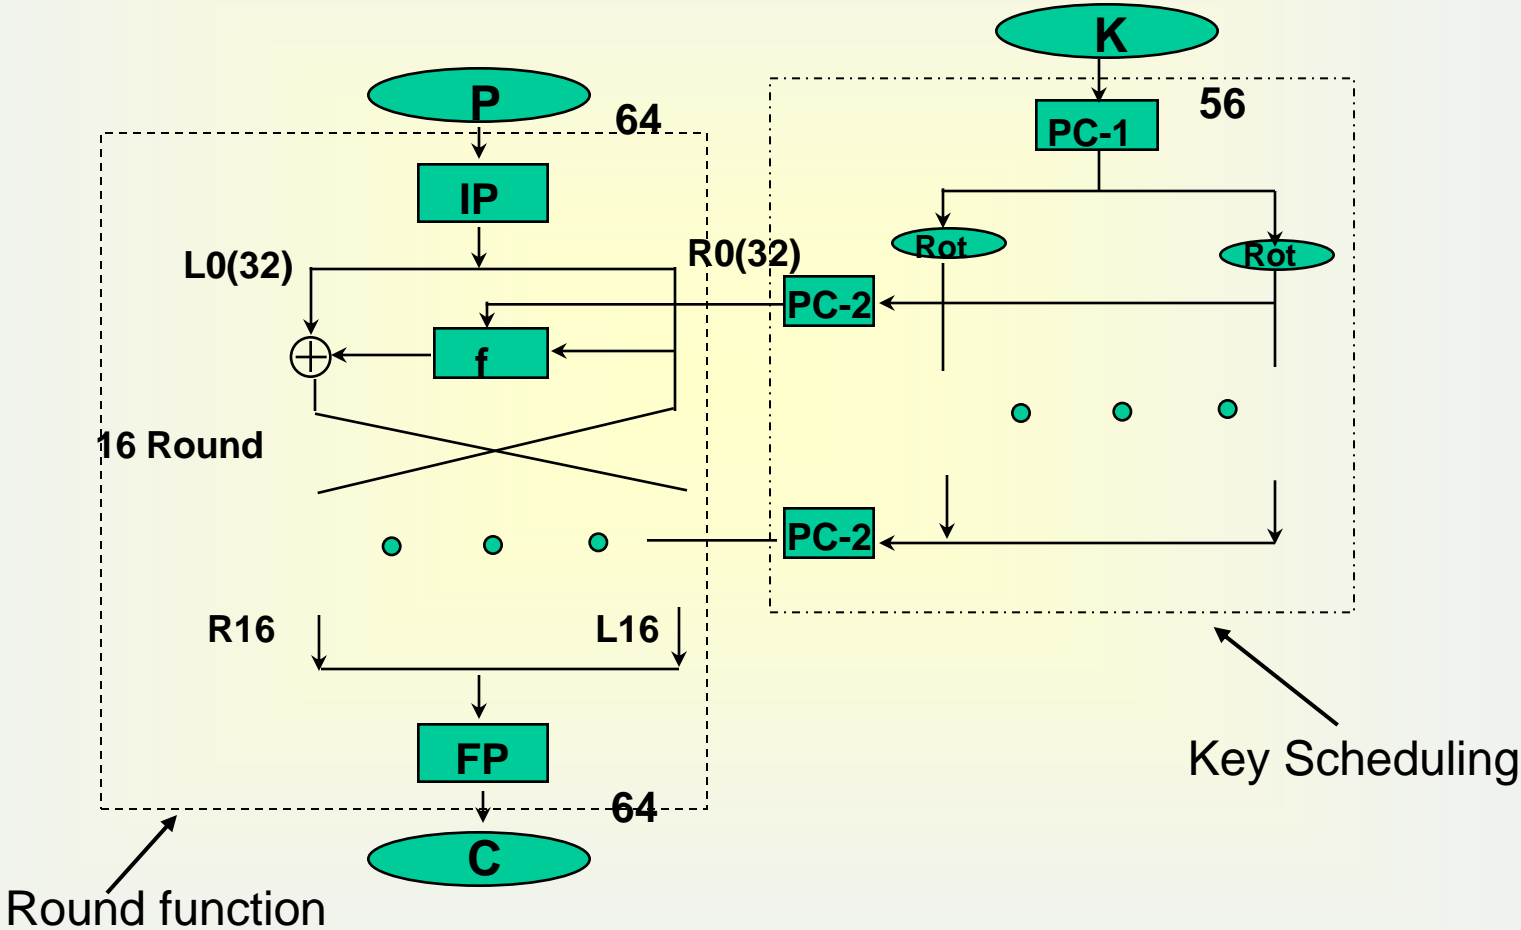 K
P
64
56
PC-1
IP
L0(32)
R0(32)
Rot
Rot
PC-2
f
16 Round
PC-2
R16
L16
FP
Key Scheduling
64
C
Round function